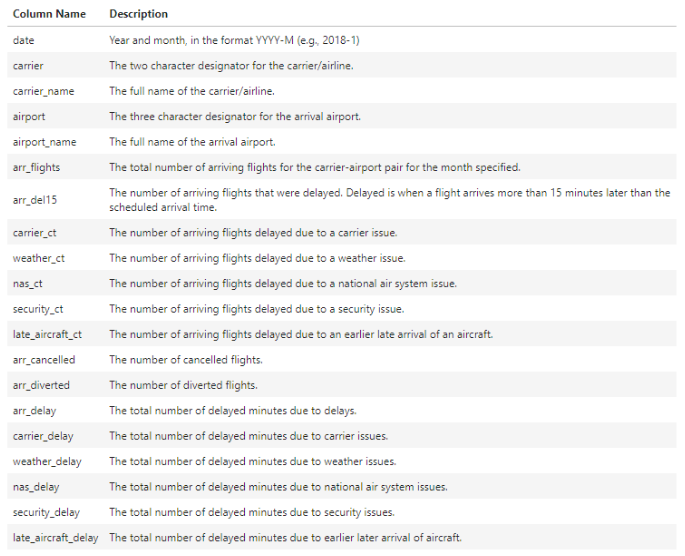 Column Name Description
date Year and month, in the format YYYY-M (e.g., 2018-1)
carrier The two character designator for the carrier/airline.
carrier_name The full name of the carrier/airline.
airport The three character designator for the arrival airport.
airport_name The full name of the arrival airport.
arr_flights The total number of arriving flights for the carrier-airport pair for the month specified.
arr_del15 The number of arriving flights that were delayed. Delayed is when a flight arrives more than 15 minutes later than the
scheduled arrival time.
carrier_ct The number of arriving flights delayed due to a carrier issue.
weather_ct The number of arriving flights delayed due to a weather issue.
nas_ct The number of arriving flights delayed due to a national air system issue.
security_ct The number of arriving flights delayed due to a security issue.
late_aircraft_ct The number of arriving flights delayed due to an earlier late arrival of an aircraft.
arr_cancelled The number of cancelled flights.
arr_diverted The number of diverted flights.
arr_delay The total number of delayed minutes due to delays.
carrier_delay The total number of delayed minutes due to carrier issues.
weather_delay The total number of delayed minutes due to weather issues.
nas_delay The total number of delayed minutes due to national air system issues.
security_delay The total number of delayed minutes due to security issues.
late_aircraft_delay The total number of delayed minutes due to earlier later arrival of aircraft.